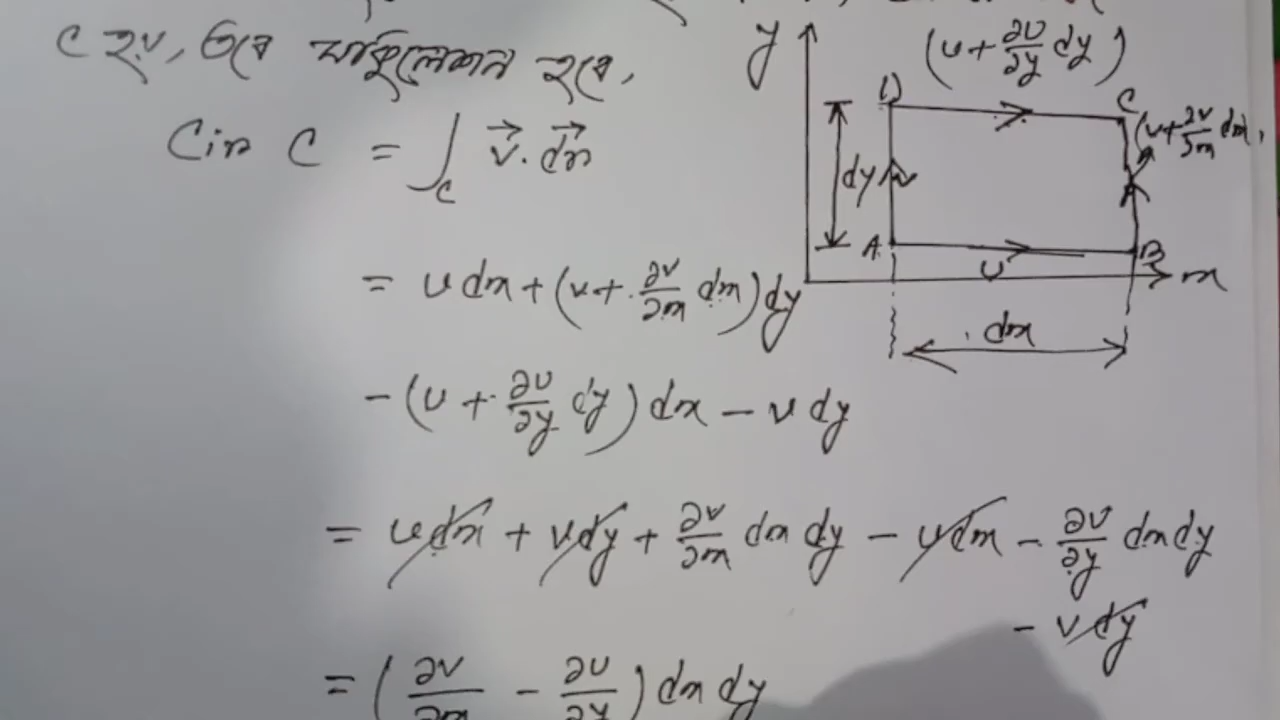 C হয়, তবে সার্কুলেশন হবে,
Cir C = ∫_C v⃗ · dr⃗
= u dx + (v + ∂v/∂x dx) dy
- (u + ∂u/∂y dy) dx - v dy
= u dx + v dy + ∂v/∂x dx dy - u dx - ∂u/∂y dx dy
- v dy
= (∂v/∂x - ∂u/∂y) dx dy
y
(u + ∂u/∂y dy)
D C
(v + ∂v/∂x dx),
dy v
A B
u x
dx